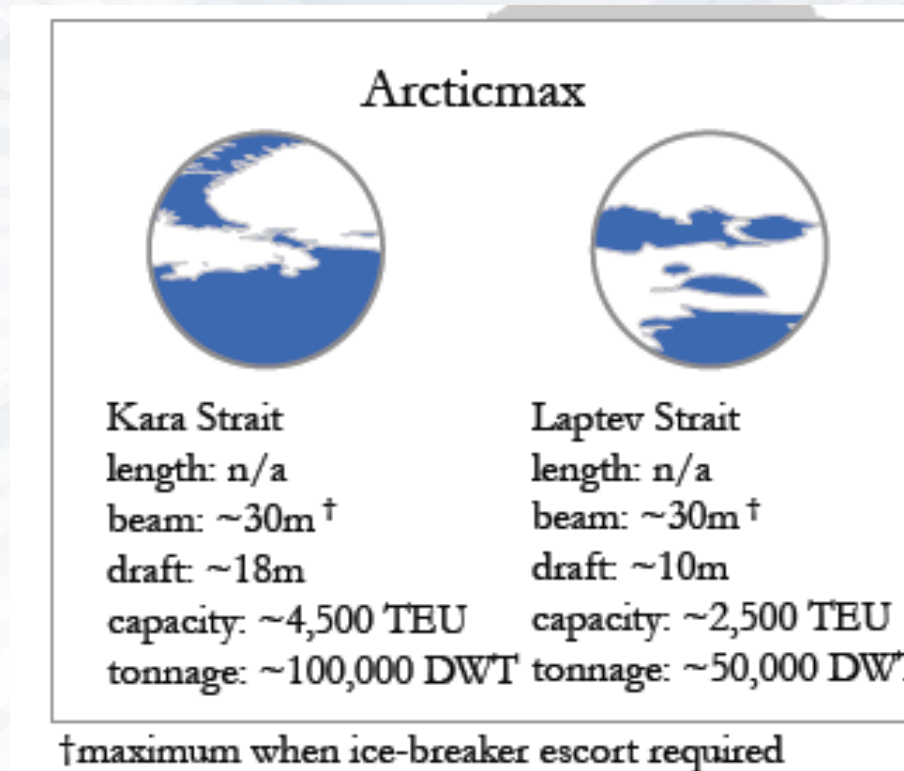 Arcticmax
Kara Strait
length: n/a
beam: ~30m†
draft: ~18m
capacity: ~4,500 TEU
tonnage: ~100,000 DWT
Laptev Strait
length: n/a
beam: ~30m†
draft: ~10m
capacity: ~2,500 TEU
tonnage: ~50,000 DWT
†maximum when ice-breaker escort required